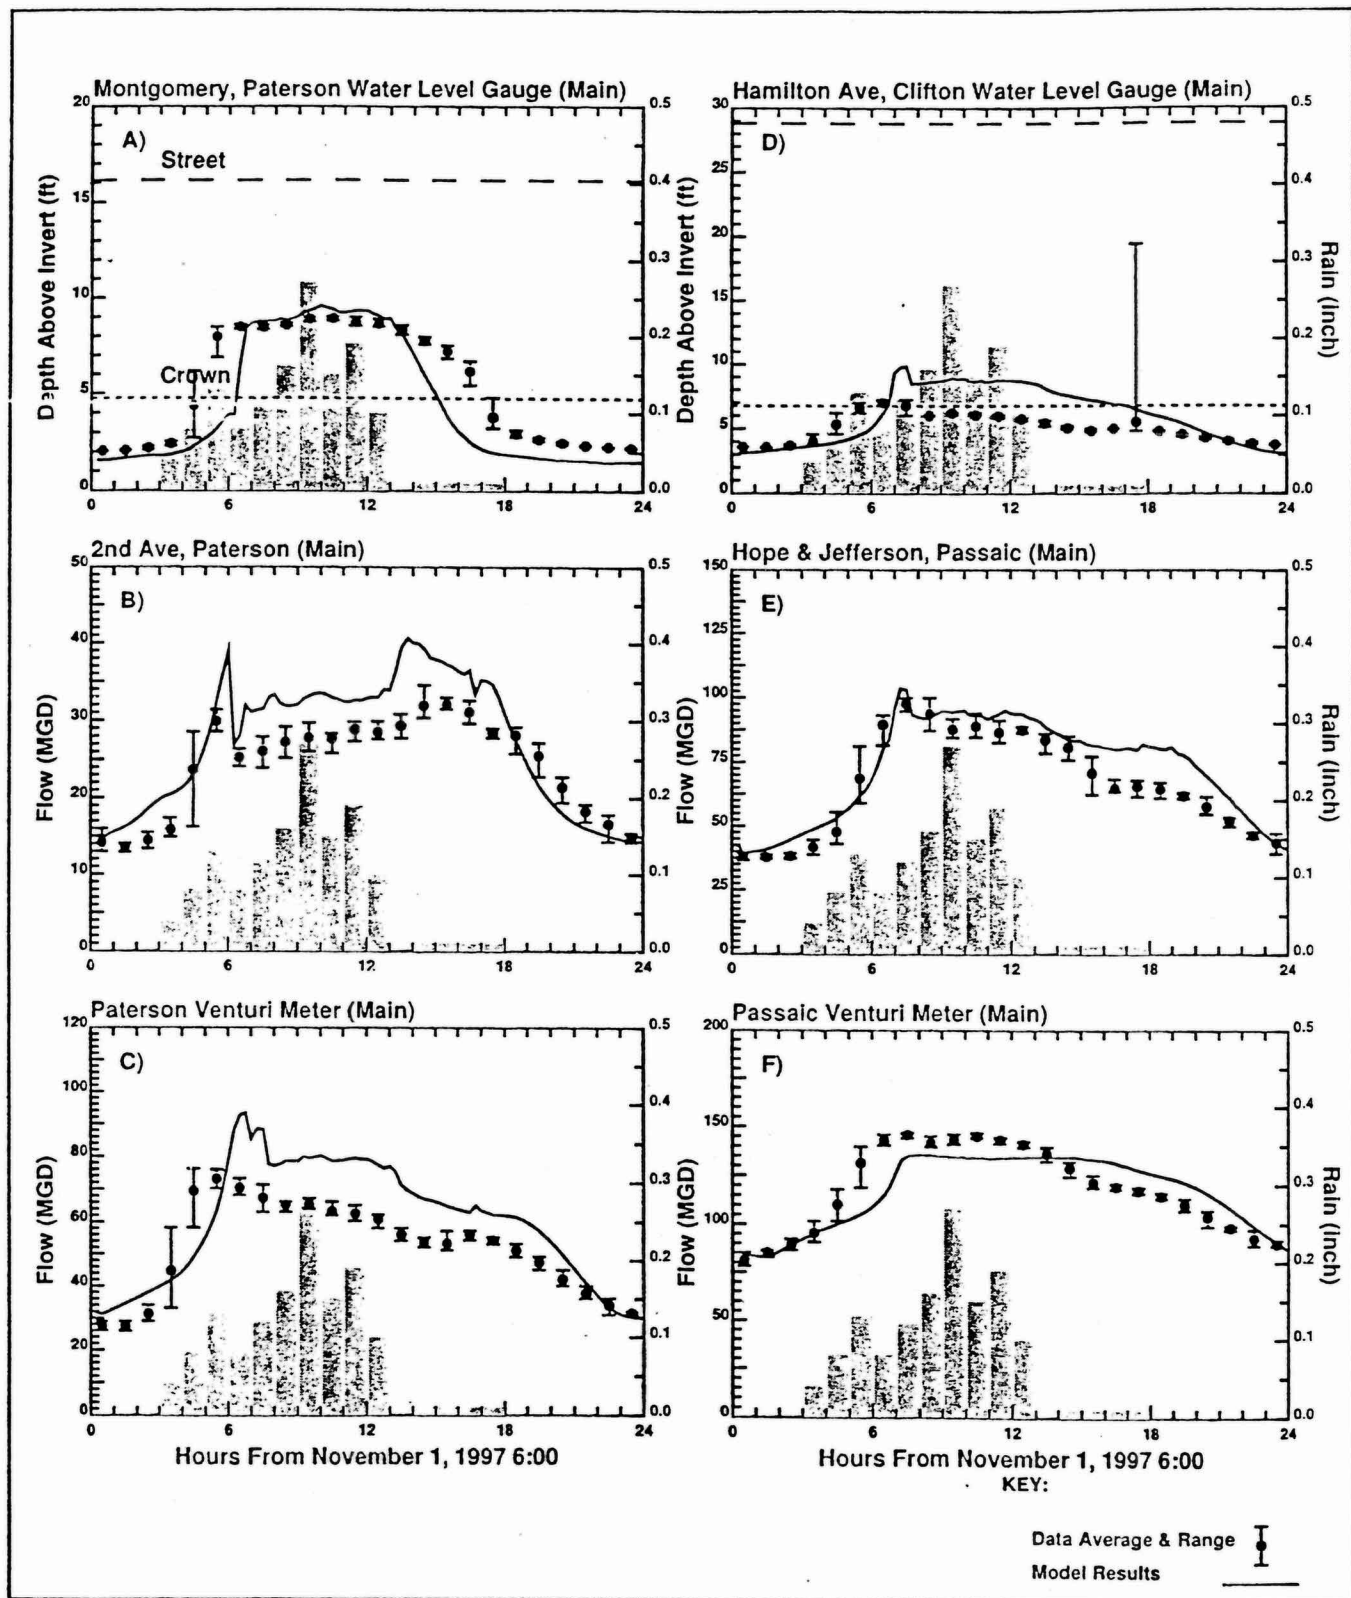 Montgomery, Paterson Water Level Gauge (Main)
A)
Street
Crown
Depth Above Invert (ft)
20
15
10
5
0
0.5
0.4
0.3
0.2
0.1
0.0
0 6 12 18 24
Hamilton Ave, Clifton Water Level Gauge (Main)
D)
Depth Above Invert (ft)
30
25
20
15
10
5
0
0.5
0.4
0.3
0.2
0.1
0.0
Rain (inch)
0 6 12 18 24
2nd Ave, Paterson (Main)
B)
Flow (MGD)
50
40
30
20
10
0
0.5
0.4
0.3
0.2
0.1
0.0
0 6 12 18 24
Hope & Jefferson, Passaic (Main)
E)
Flow (MGD)
150
125
100
75
50
25
0
0.5
0.4
0.3
0.2
0.1
0.0
Rain (inch)
0 6 12 18 24
Paterson Venturi Meter (Main)
C)
Flow (MGD)
120
100
80
60
40
20
0
0.5
0.4
0.3
0.2
0.1
0.0
0 6 12 18 24
Hours From November 1, 1997 6:00
Passaic Venturi Meter (Main)
F)
Flow (MGD)
200
150
100
50
0
0.5
0.4
0.3
0.2
0.1
0.0
Rain (inch)
0 6 12 18 24
Hours From November 1, 1997 6:00
KEY:
Data Average & Range
Model Results